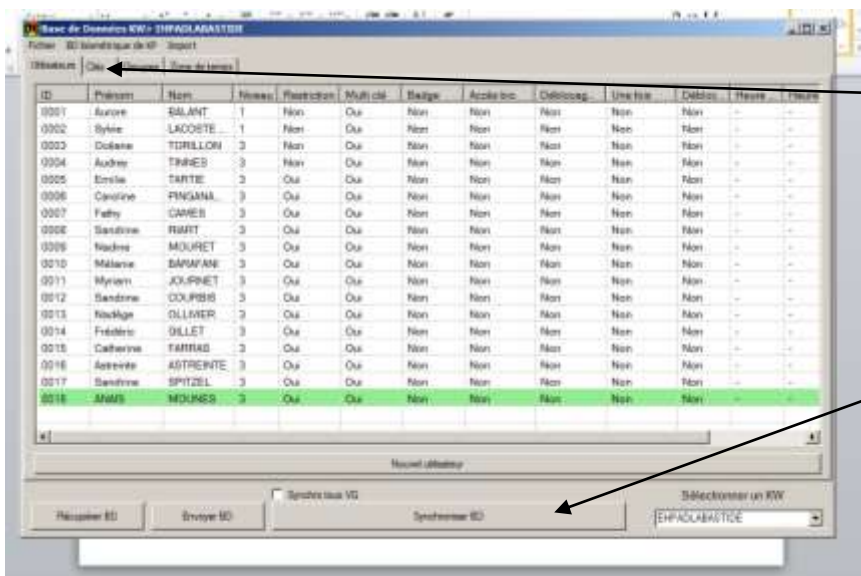 Base de Données KW> EHPADLABASTIDE
Fichier BD biométrique de KP Import
Utilisateurs Clés Groupes Zone de temps
ID Prénom Nom Niveau Restriction Multi clé Badge Accès loc. Déblocag... Une fois Débloc... Heure... Heure
0001 Aurore BALANT 1 Non Oui Non Non Non Non Non - -
0002 Sylvie LACOSTE... 1 Non Oui Non Non Non Non Non - -
0003 Océane TORILLON 3 Non Oui Non Non Non Non Non - -
0004 Audrey TINNES 3 Non Oui Non Non Non Non Non - -
0005 Emilie TARTIE 3 Oui Oui Non Non Non Non Non - -
0006 Caroline PINGANA... 3 Oui Oui Non Non Non Non Non - -
0007 Fathy CAMES 3 Oui Oui Non Non Non Non Non - -
0008 Sandrine RIART 3 Oui Oui Non Non Non Non Non - -
0009 Nadine MOURET 3 Oui Oui Non Non Non Non Non - -
0010 Mélanie BARAFANI 3 Oui Oui Non Non Non Non Non - -
0011 Myriam JOURNET 3 Oui Oui Non Non Non Non Non - -
0012 Sandrine COURBIS 3 Oui Oui Non Non Non Non Non - -
0013 Nadège OLLIVIER 3 Oui Oui Non Non Non Non Non - -
0014 Frédéric GILLET 3 Oui Oui Non Non Non Non Non - -
0015 Catherine FARRAS 3 Oui Oui Non Non Non Non Non - -
0016 Astreinte ASTREINTE 3 Oui Oui Non Non Non Non Non - -
0017 Sandrine SPITZEL 3 Oui Oui Non Non Non Non Non - -
0018 ANAIS MOUNES 3 Oui Oui Non Non Non Non Non - -
Nouvel utilisateur
Synchro tous VG
Sélectionner un KW
Récupérer BD Envoyer BD Synchroniser BD EHPADLABASTIDE